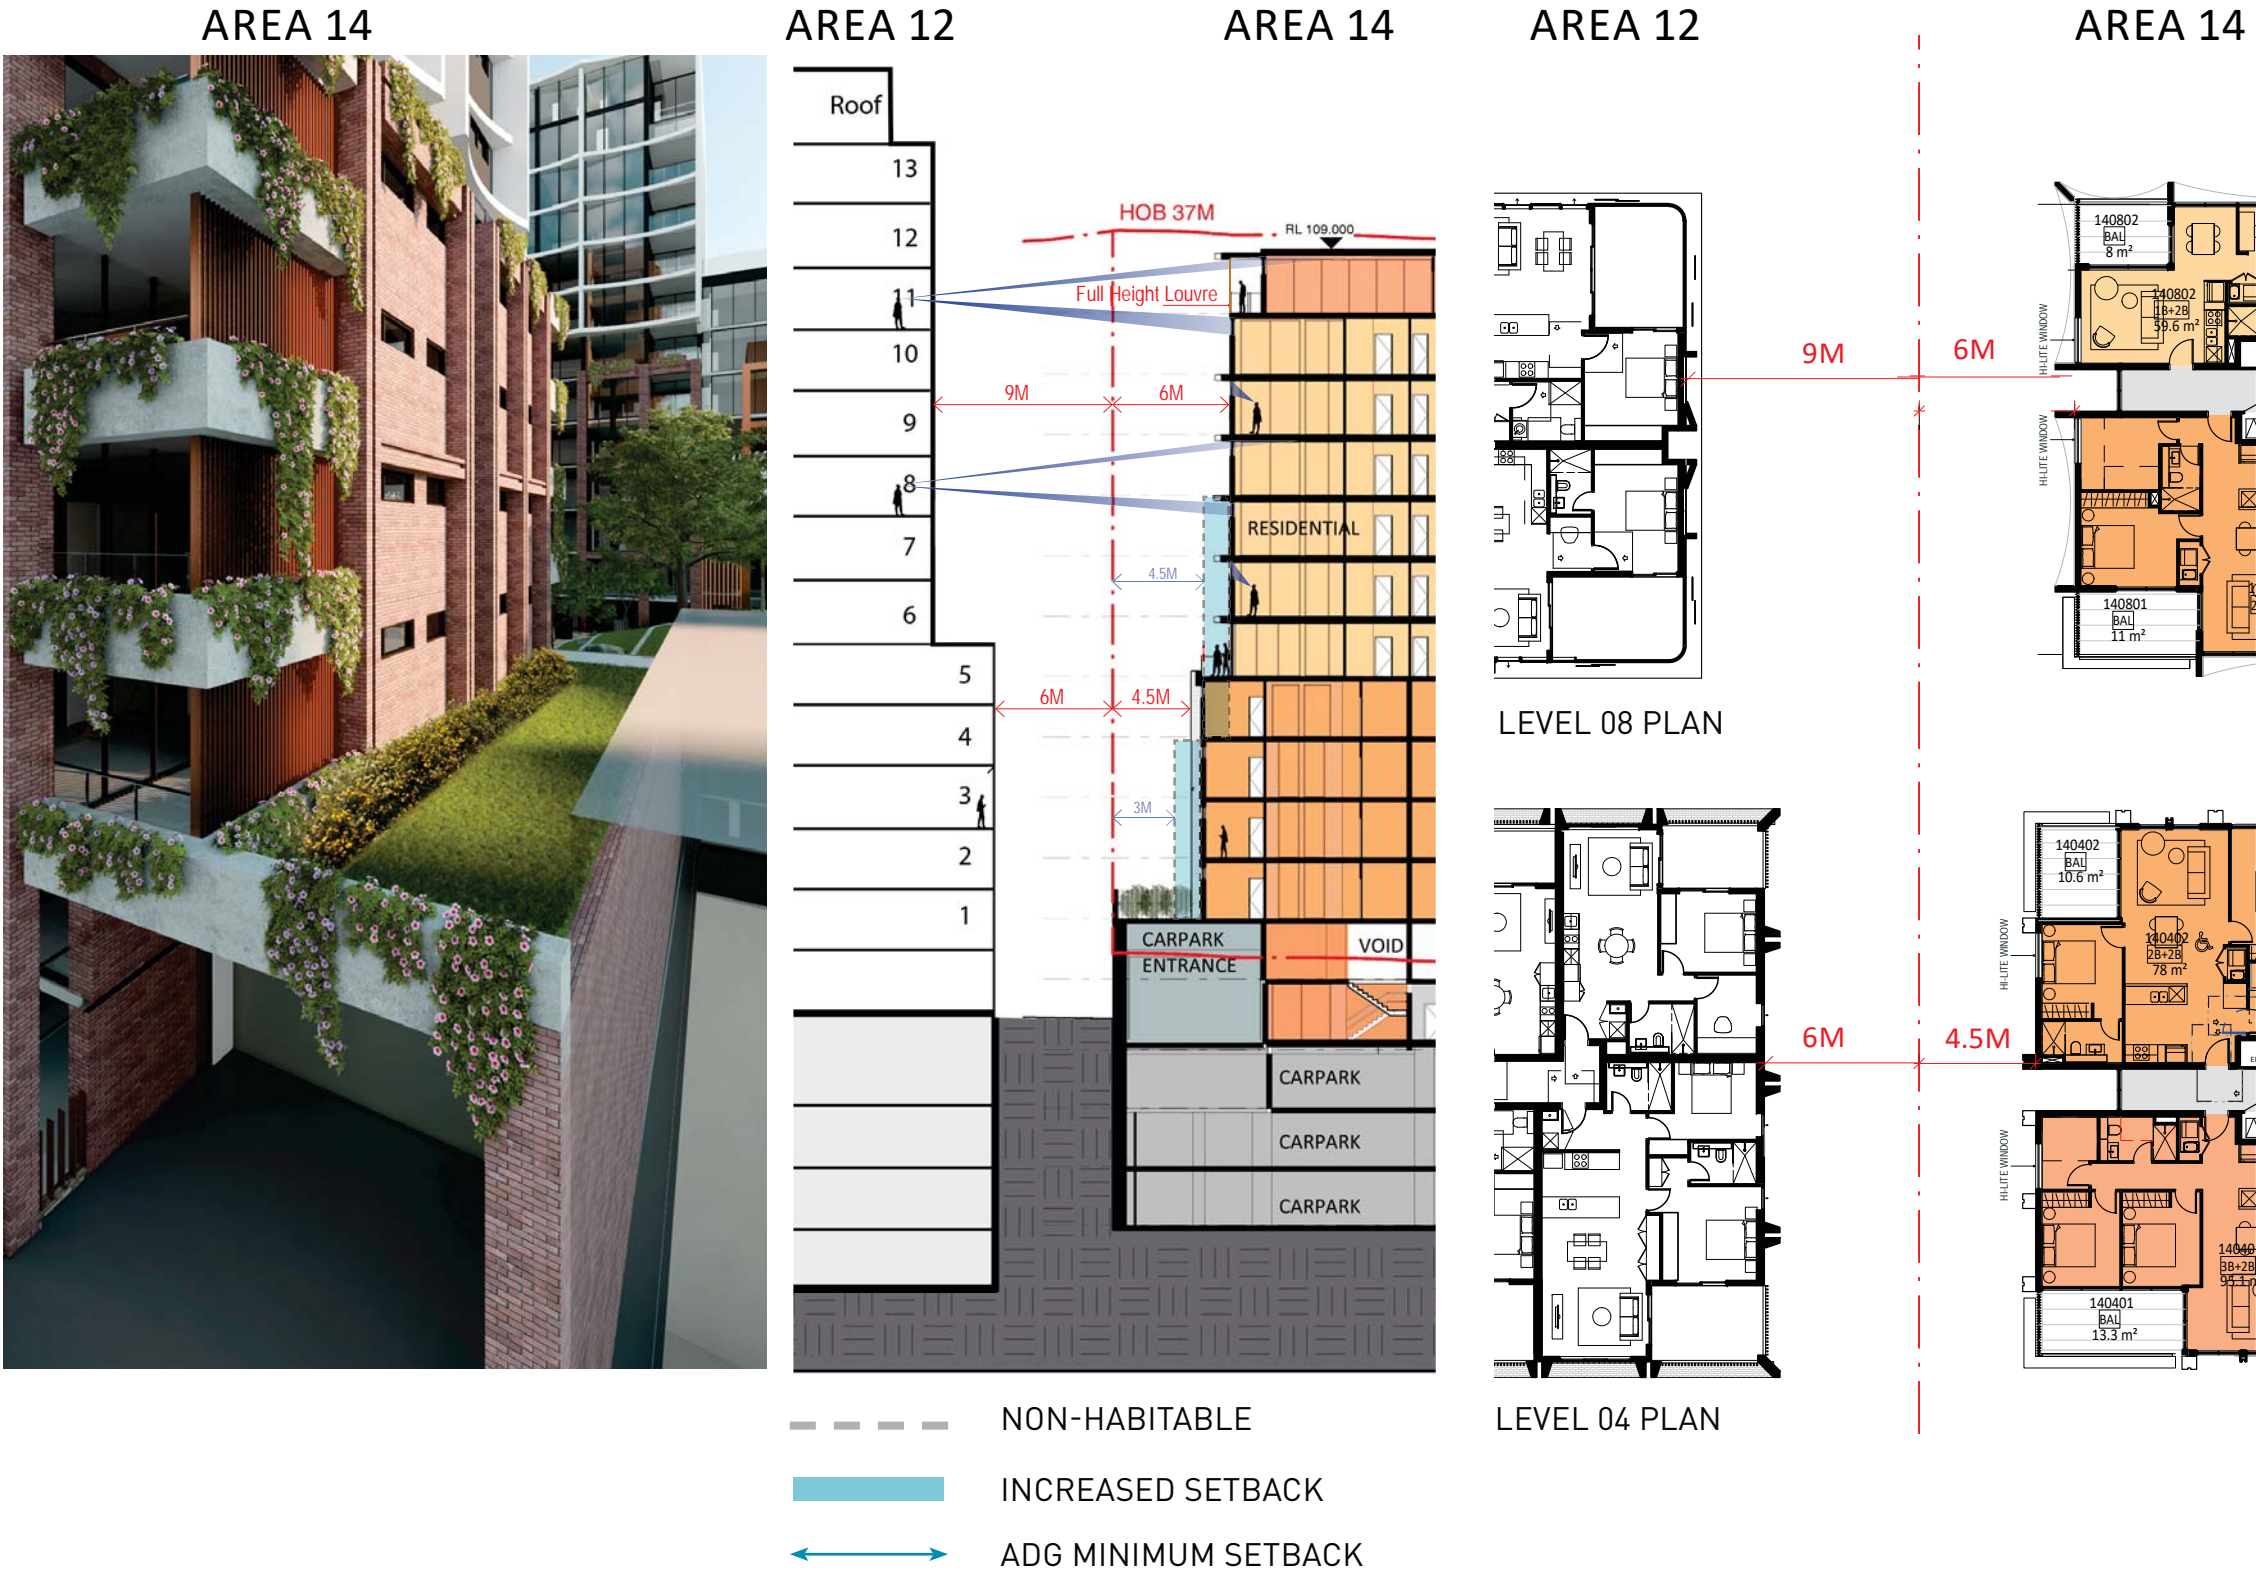 AREA 14
AREA 12
AREA 14
AREA 12
AREA 14
Roof
13
12
11
10
9
8
7
6
5
4
3
2
1
HOB 37M
RL 109.000
Full Height Louvre
9M
6M
RESIDENTIAL
4.5M
6M
4.5M
3M
CARPARK
ENTRANCE
VOID
CARPARK
CARPARK
CARPARK
9M
6M
140802
BAL
8 m²
140802
1B+2B
59.6 m²
HI-LITE WINDOW
HI-LITE WINDOW
140801
BAL
11 m²
LEVEL 08 PLAN
6M
4.5M
140402
BAL
10.6 m²
140402
2B+2B
78 m²
HI-LITE WINDOW
HI-LITE WINDOW
3B+2B
140401
BAL
13.3 m²
LEVEL 04 PLAN
NON-HABITABLE
INCREASED SETBACK
ADG MINIMUM SETBACK